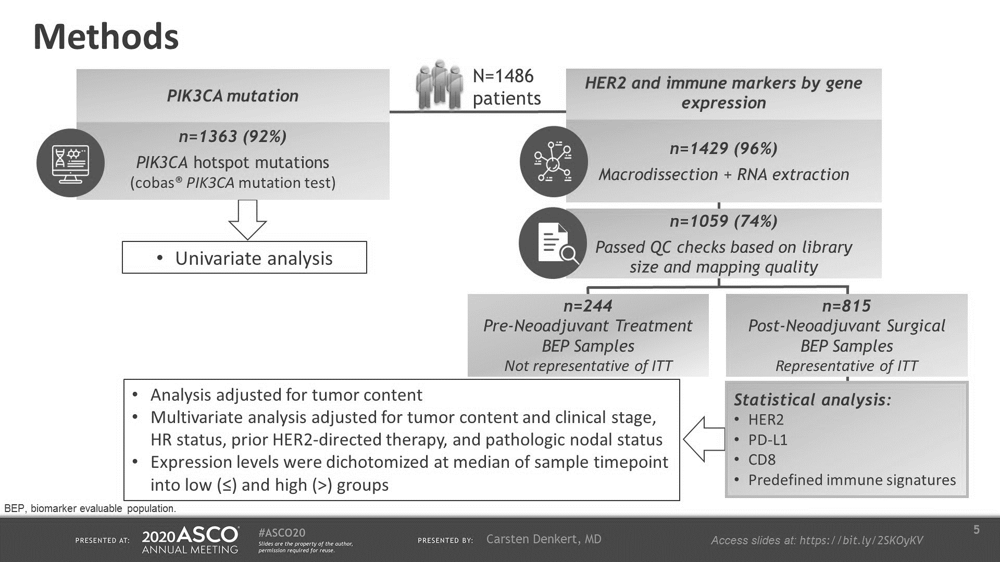 Methods
PIK3CA mutation
n=1363 (92%)
PIK3CA hotspot mutations
(cobas® PIK3CA mutation test)
• Univariate analysis
N=1486
patients
HER2 and immune markers by gene
expression
n=1429 (96%)
Macrodissection + RNA extraction
n=1059 (74%)
Passed QC checks based on library
size and mapping quality
n=244
Pre-Neoadjuvant Treatment
BEP Samples
Not representative of ITT
n=815
Post-Neoadjuvant Surgical
BEP Samples
Representative of ITT
Statistical analysis:
• HER2
• PD-L1
• CD8
• Predefined immune signatures
• Analysis adjusted for tumor content
• Multivariate analysis adjusted for tumor content and clinical stage,
HR status, prior HER2-directed therapy, and pathologic nodal status
• Expression levels were dichotomized at median of sample timepoint
into low (≤) and high (>) groups
BEP, biomarker evaluable population.
PRESENTED AT:
2020 ASCO
ANNUAL MEETING
#ASCO20
Slides are the property of the author,
permission required for reuse.
PRESENTED BY: Carsten Denkert, MD
Access slides at: https://bit.ly/2SKOyKV
5